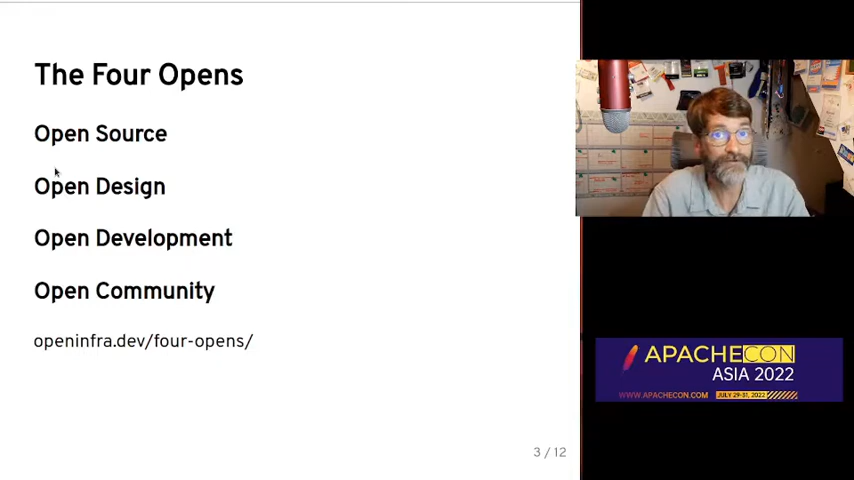 The Four Opens
Open Source
Open Design
Open Development
Open Community
openinfra.dev/four-opens/
3 / 12
APACHECON
ASIA 2022
WWW.APACHECON.COM
JULY 29-31, 2022